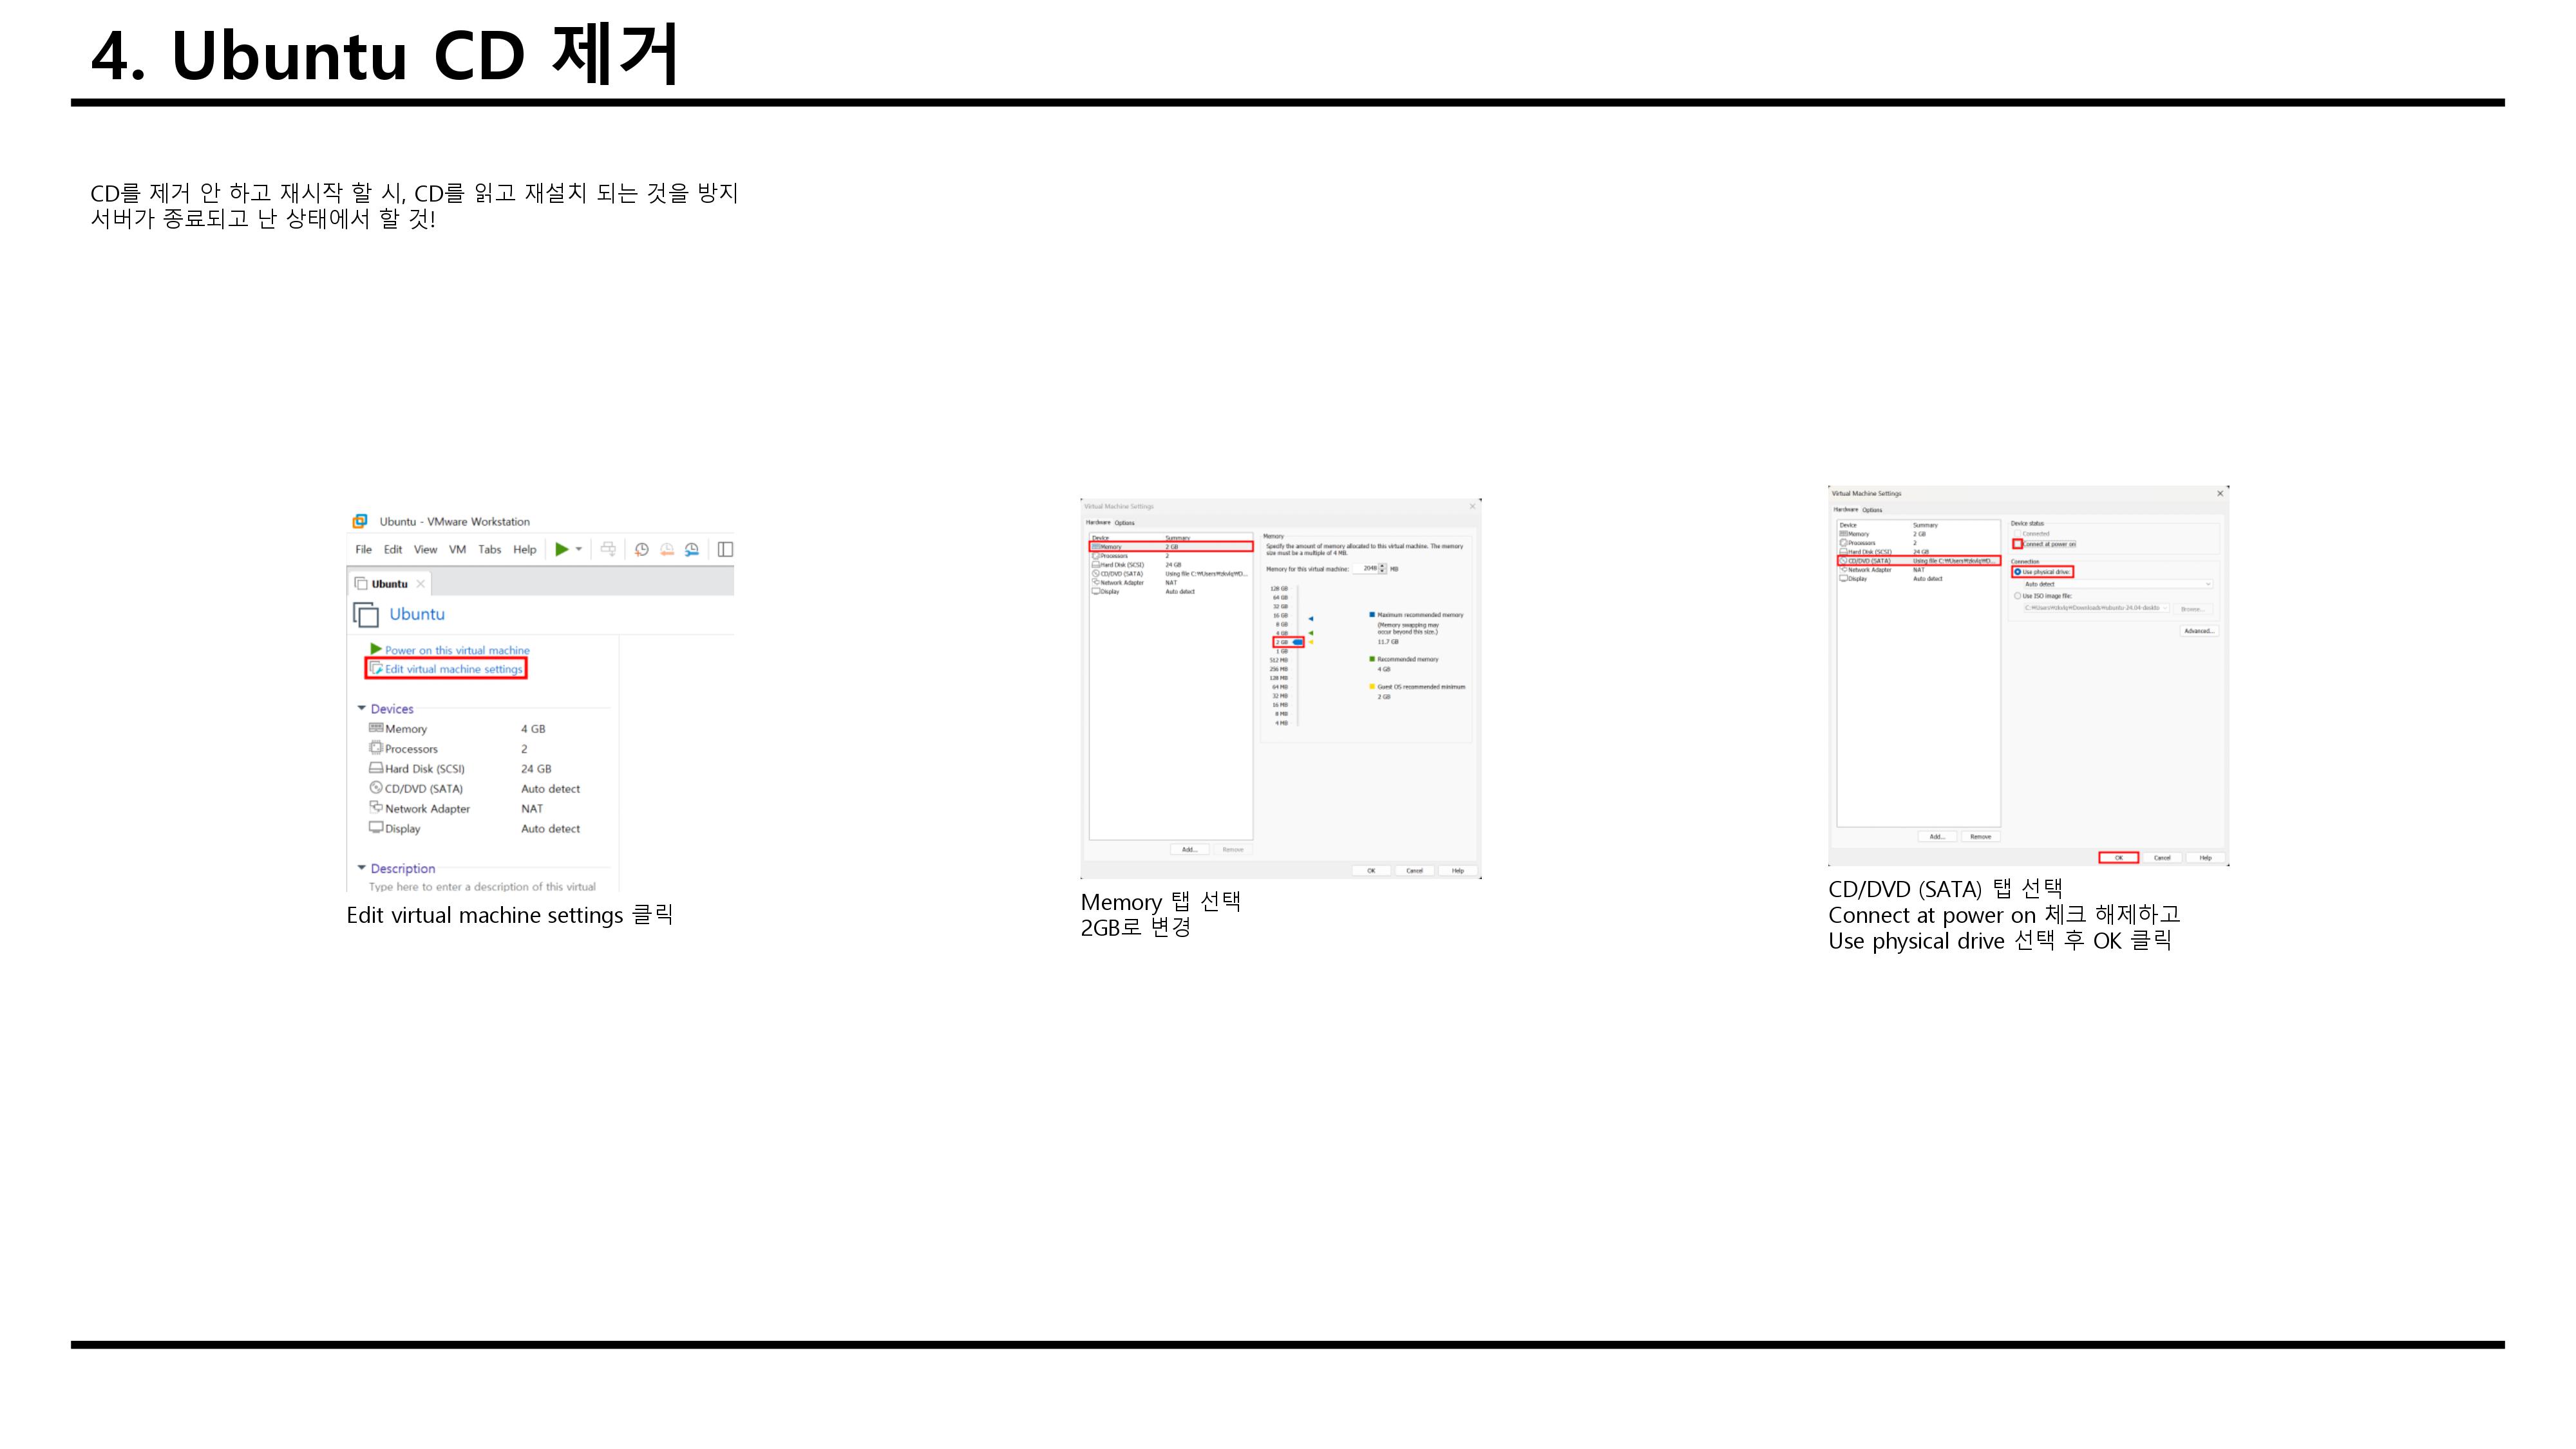 4. Ubuntu CD 제거
CD를 제거 안 하고 재시작 할 시, CD를 읽고 재설치 되는 것을 방지
서버가 종료되고 난 상태에서 할 것!
Ubuntu - VMware Workstation
File Edit View VM Tabs Help
Ubuntu
Ubuntu
Power on this virtual machine
Edit virtual machine settings
Devices
Memory 4 GB
Processors 2
Hard Disk (SCSI) 24 GB
CD/DVD (SATA) Auto detect
Network Adapter NAT
Display Auto detect
Description
Type here to enter a description of this virtual
Edit virtual machine settings 클릭
Virtual Machine Settings
Hardware Options
Device Summary
Memory 2 GB
Processors 2
Hard Disk (SCSI) 24 GB
CD/DVD (SATA) Using file C:
Network Adapter NAT
Display Auto detect
Add... Remove
Memory
Specify the amount of memory allocated to this virtual machine. The memory
size must be a multiple of 4 MB.
Memory for this virtual machine: 2048 MB
128 GB
64 GB
32 GB
16 GB
8 GB
4 GB
2 GB
1 GB
512 MB
256 MB
128 MB
64 MB
32 MB
16 MB
8 MB
4 MB
Maximum recommended memory
(Memory swapping may
occur beyond this size.)
11.7 GB
Recommended memory
4 GB
Guest OS recommended minimum
2 GB
OK Cancel Help
Memory 탭 선택
2GB로 변경
Virtual Machine Settings
Hardware Options
Device Summary
Memory 2 GB
Processors 2
Hard Disk (SCSI) 24 GB
CD/DVD (SATA) Using file C:
Network Adapter NAT
Display Auto detect
Add... Remove
Device status
Connected
Connect at power on
Connection
Use physical drive:
Auto detect
Use ISO image file:
Browse...
Advanced...
OK Cancel Help
CD/DVD (SATA) 탭 선택
Connect at power on 체크 해제하고
Use physical drive 선택 후 OK 클릭